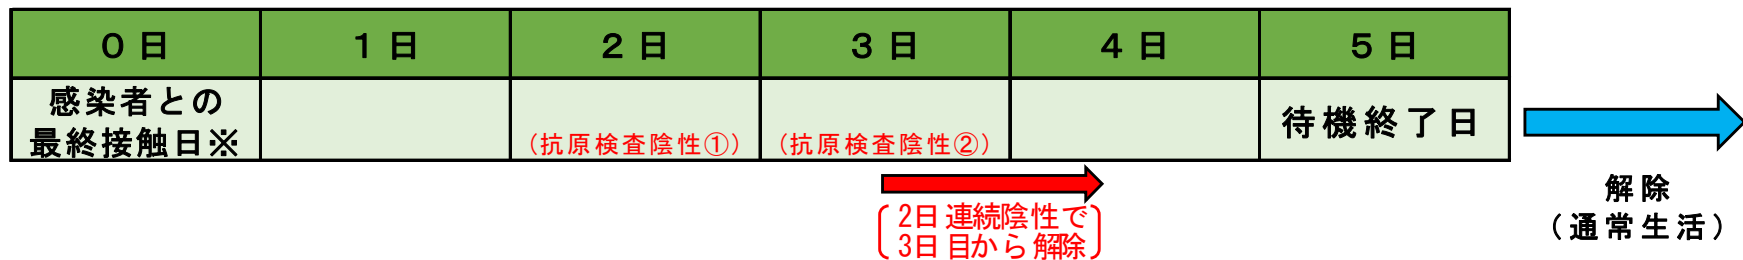 ０日 １日 ２日 ３日 ４日 ５日
感染者との
最終接触日※
（抗原検査陰性①） （抗原検査陰性②）
待機終了日
2日連続陰性で
3日目から解除
解除
（通常生活）